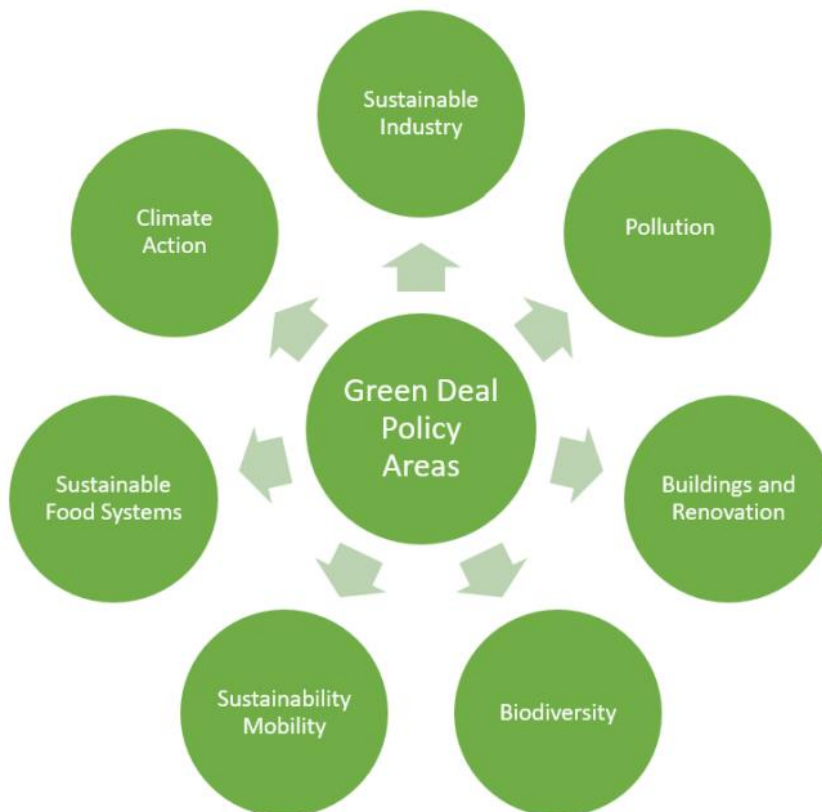 Sustainable
Industry
Climate
Action
Pollution
Green Deal
Policy
Areas
Sustainable
Food Systems
Buildings and
Renovation
Sustainability
Mobility
Biodiversity